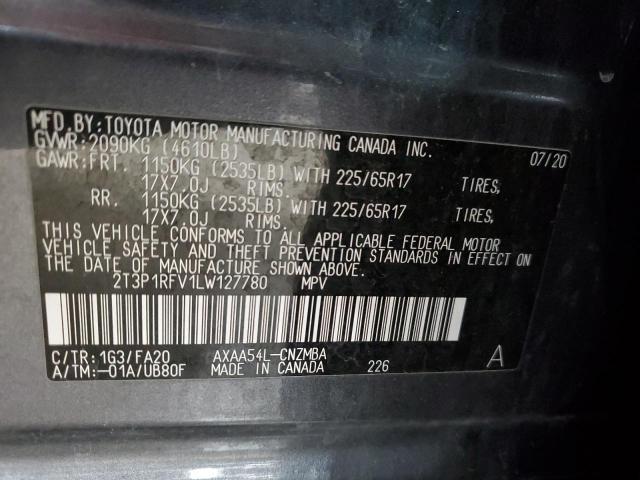 MFD.BY:TOYOTA MOTOR MANUFACTURING CANADA INC.
GVWR:2090KG (4610LB) 07/20
GAWR:FRT. 1150KG (2535LB) WITH 225/65R17 TIRES,
17X7.0J RIMS.
RR. 1150KG (2535LB) WITH 225/65R17 TIRES,
17X7.0J RIMS.
THIS VEHICLE CONFORMS TO ALL APPLICABLE FEDERAL MOTOR
VEHICLE SAFETY AND THEFT PREVENTION STANDARDS IN EFFECT ON
THE DATE OF MANUFACTURE SHOWN ABOVE.
2T3P1RFV1LW127780 MPV
C/TR:1G3/FA20 AXAA54L-CNZMBA A
A/TM:-01A/UB80F MADE IN CANADA 226